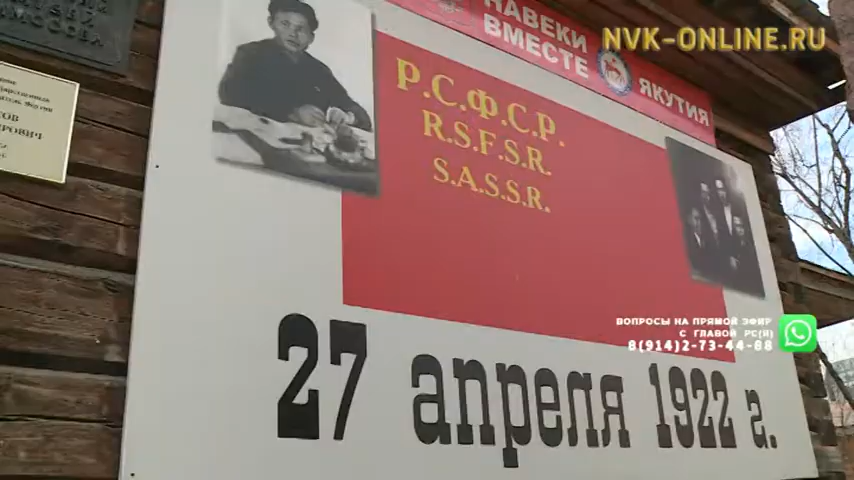 НАВЕКИ
ВМЕСТЕ
ЯКУТИЯ
NVK-ONLINE.RU
Р.С.Ф.С.Р.
R.S.F.S.R.
S.A.S.S.R.
27 апреля 1922 г.
ВОПРОСЫ НА ПРЯМОЙ ЭФИР
С ГЛАВОЙ РС(Я)
8(914)2-73-44-88